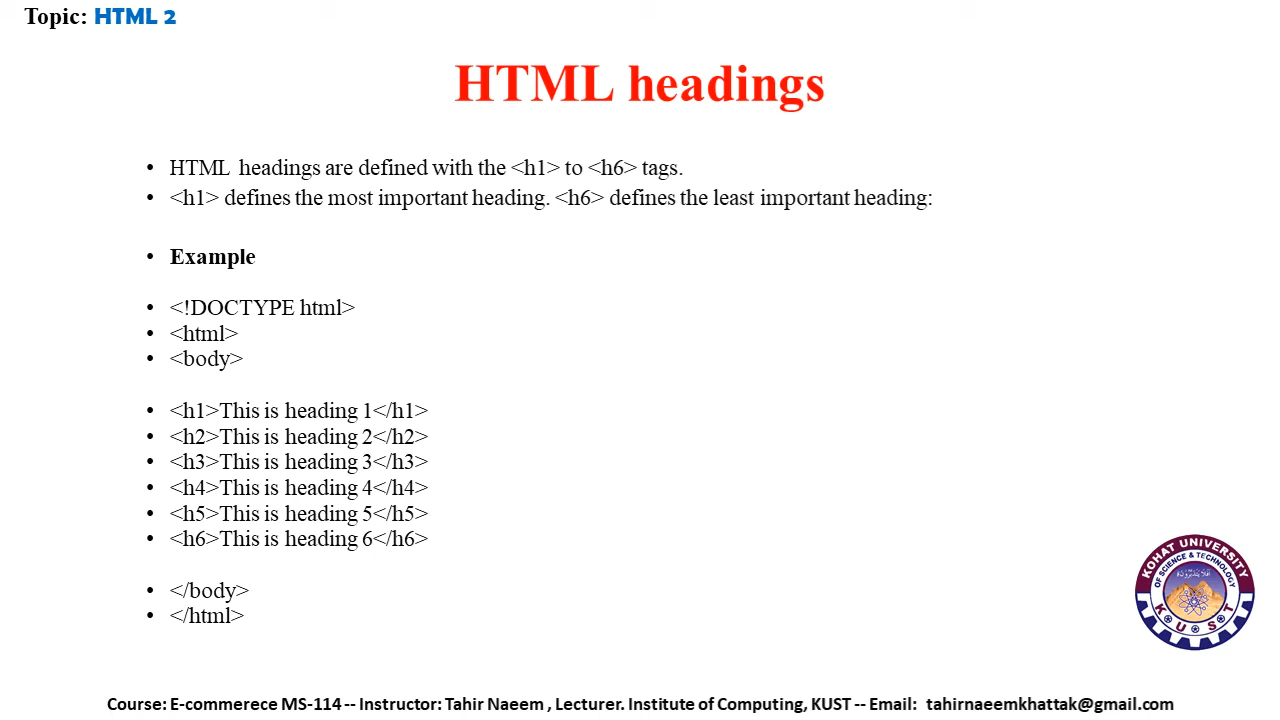 Topic: HTML 2
HTML headings
• HTML headings are defined with the <h1> to <h6> tags.
• <h1> defines the most important heading. <h6> defines the least important heading:
• Example
• <!DOCTYPE html>
• <html>
• <body>
• <h1>This is heading 1</h1>
• <h2>This is heading 2</h2>
• <h3>This is heading 3</h3>
• <h4>This is heading 4</h4>
• <h5>This is heading 5</h5>
• <h6>This is heading 6</h6>
• </body>
• </html>
KOHAT UNIVERSITY
OF SCIENCE & TECHNOLOGY
K U S T
Course: E-commerece MS-114 -- Instructor: Tahir Naeem , Lecturer. Institute of Computing, KUST -- Email: tahirnaeemkhattak@gmail.com